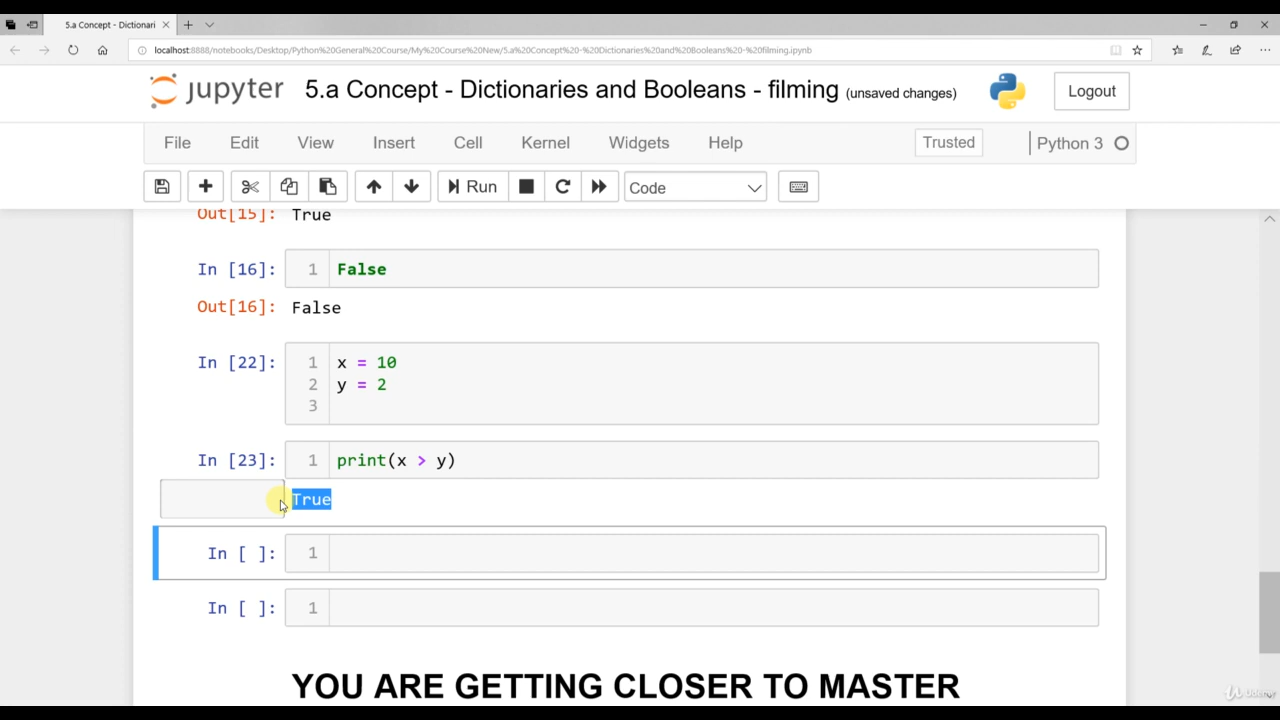 5.a Concept - Dictionari
localhost:8888/notebooks/Desktop/Python%20General%20Course/My%20Course%20New/5.a%20Concept%20-%20Dictionaries%20and%20Booleans%20-%20filming.ipynb
jupyter 5.a Concept - Dictionaries and Booleans - filming (unsaved changes) Logout
File Edit View Insert Cell Kernel Widgets Help Trusted Python 3
Run Code
Out[15]: True
In [16]: 1 False
Out[16]: False
In [22]: 1 x = 10
2 y = 2
3
In [23]: 1 print(x > y)
True
In [ ]: 1
In [ ]: 1
YOU ARE GETTING CLOSER TO MASTER
Udemy